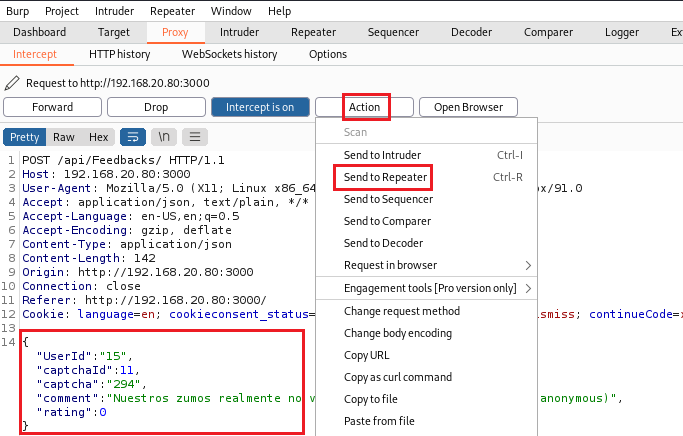 Burp Project Intruder Repeater Window Help
Dashboard Target Proxy Intruder Repeater Sequencer Decoder Comparer Logger
Intercept HTTP history WebSockets history Options
Request to http://192.168.20.80:3000
Forward Drop Intercept is on Action Open Browser
Pretty Raw Hex \n
Scan
Send to Intruder Ctrl-I
Send to Repeater Ctrl-R
Send to Sequencer
Send to Comparer
Send to Decoder
Request in browser
Engagement tools [Pro version only]
Change request method
Change body encoding
Copy URL
Copy as curl command
Copy to file
Paste from file
1 POST /api/Feedbacks/ HTTP/1.1
2 Host: 192.168.20.80:3000
3 User-Agent: Mozilla/5.0 (X11; Linux x86_64 ox/91.0
4 Accept: application/json, text/plain, */*
5 Accept-Language: en-US,en;q=0.5
6 Accept-Encoding: gzip, deflate
7 Content-Type: application/json
8 Content-Length: 142
9 Origin: http://192.168.20.80:3000
10 Connection: close
11 Referer: http://192.168.20.80:3000/
12 Cookie: language=en; cookieconsent_status= smiss; continueCode=
13
14 {
"UserId":"15",
"captchaId":11,
"captcha":"294",
"comment":"Nuestros zumos realmente no anonymous)",
"rating":0
}